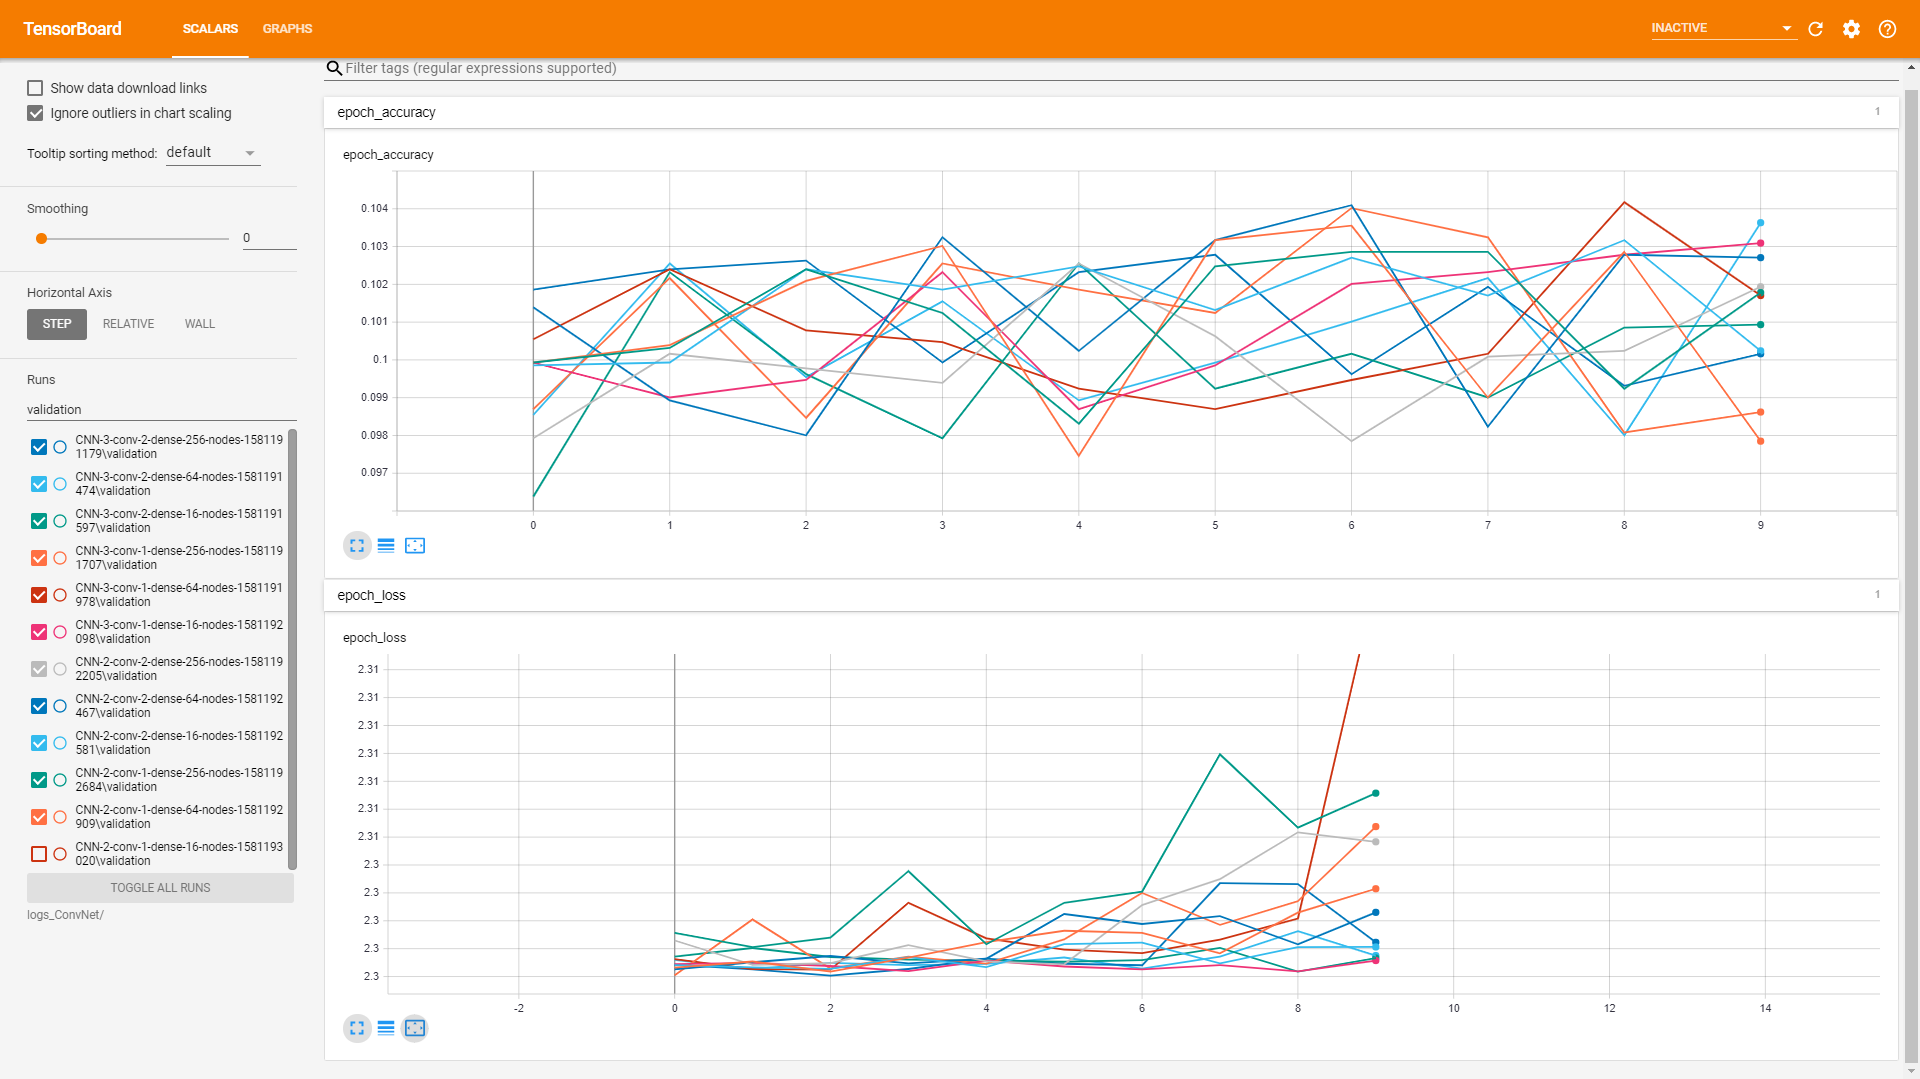 TensorBoard
SCALARS
GRAPHS
INACTIVE
Show data download links
Ignore outliers in chart scaling
Tooltip sorting method: default
Smoothing
0
Horizontal Axis
STEP
RELATIVE
WALL
Runs
validation
CNN-3-conv-2-dense-256-nodes-158119
1179\validation
CNN-3-conv-2-dense-64-nodes-1581191
474\validation
CNN-3-conv-2-dense-16-nodes-1581191
597\validation
CNN-3-conv-1-dense-256-nodes-158119
1707\validation
CNN-3-conv-1-dense-64-nodes-1581191
978\validation
CNN-3-conv-1-dense-16-nodes-1581192
098\validation
CNN-2-conv-2-dense-256-nodes-158119
2205\validation
CNN-2-conv-2-dense-64-nodes-1581192
467\validation
CNN-2-conv-2-dense-16-nodes-1581192
581\validation
CNN-2-conv-1-dense-256-nodes-158119
2684\validation
CNN-2-conv-1-dense-64-nodes-1581192
909\validation
CNN-2-conv-1-dense-16-nodes-1581193
020\validation
TOGGLE ALL RUNS
logs_ConvNet/
Filter tags (regular expressions supported)
epoch_accuracy
1
epoch_accuracy
0.104
0.103
0.102
0.101
0.1
0.099
0.098
0.097
0 1 2 3 4 5 6 7 8 9
epoch_loss
1
epoch_loss
2.31
2.31
2.31
2.31
2.31
2.31
2.31
2.3
2.3
2.3
2.3
2.3
-2 0 2 4 6 8 10 12 14